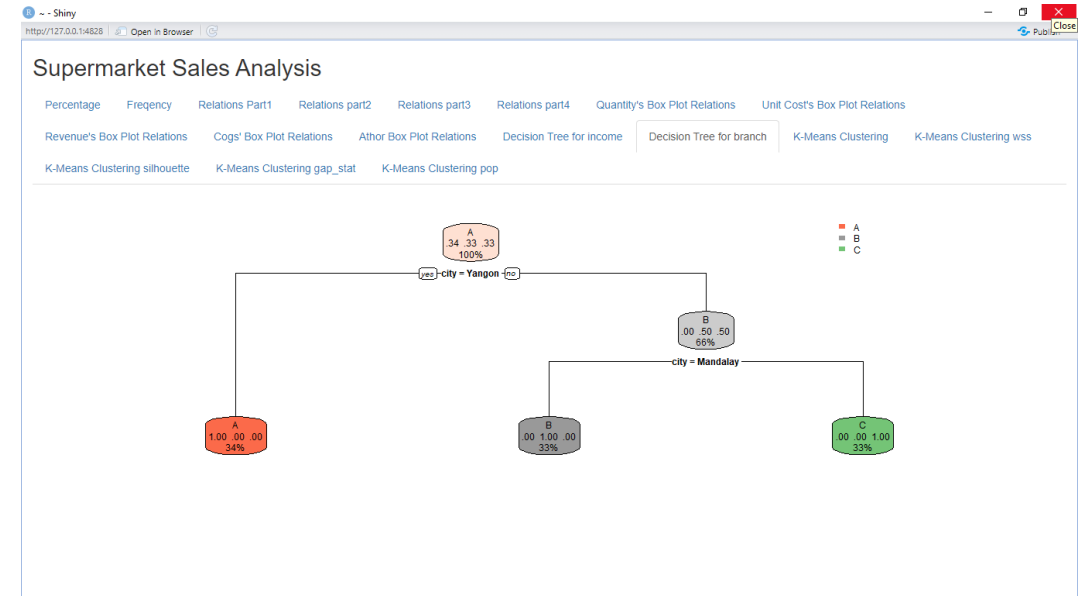 R ~ - Shiny
Close
http://127.0.0.1:4828 Open in Browser Publish
Supermarket Sales Analysis
Percentage Freqency Relations Part1 Relations part2 Relations part3 Relations part4 Quantity's Box Plot Relations Unit Cost's Box Plot Relations
Revenue's Box Plot Relations Cogs' Box Plot Relations Athor Box Plot Relations Decision Tree for income Decision Tree for branch K-Means Clustering K-Means Clustering wss
K-Means Clustering silhouette K-Means Clustering gap_stat K-Means Clustering pop
A
.34 .33 .33
100%
yes city = Yangon no
A
B
C
B
.00 .50 .50
66%
city = Mandalay
A
1.00 .00 .00
34%
B
.00 1.00 .00
33%
C
.00 .00 1.00
33%